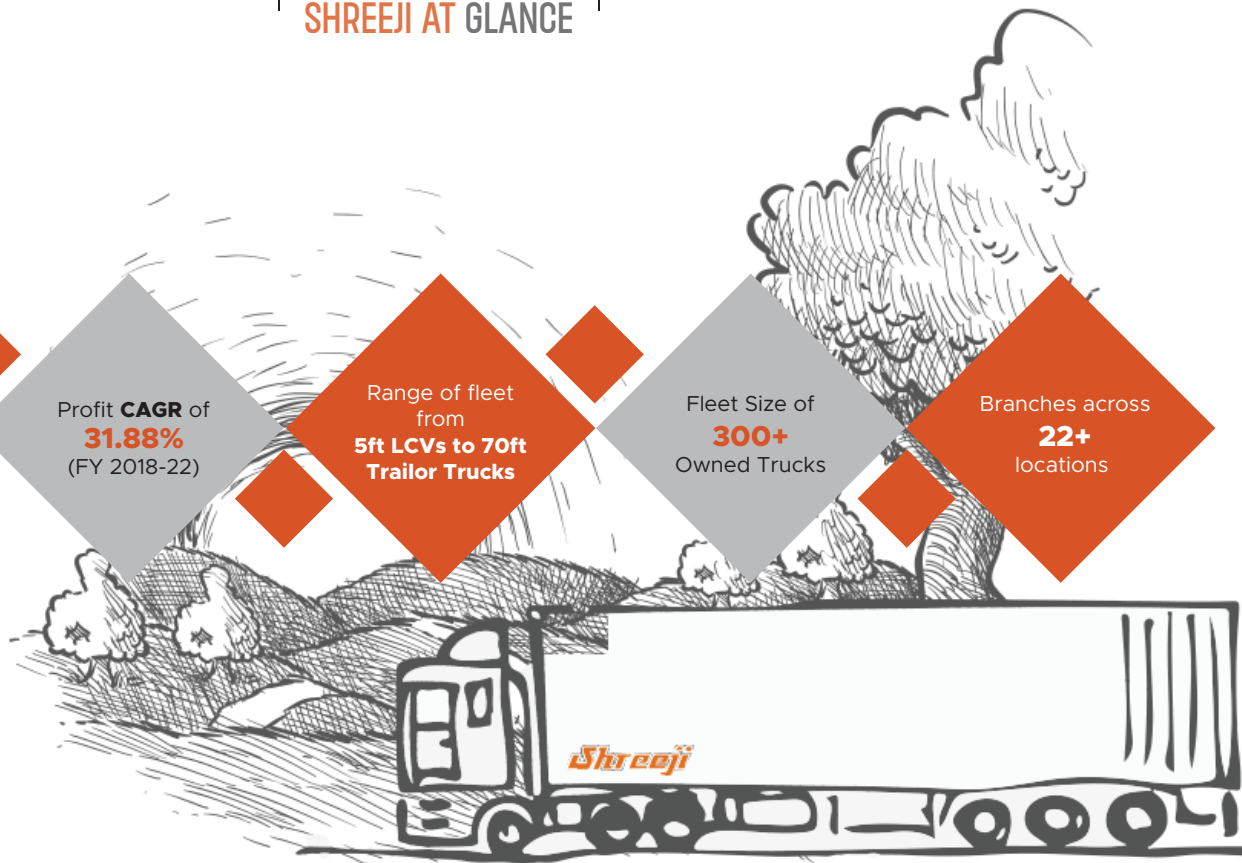 SHREEJI AT GLANCE
Profit CAGR of
31.88%
(FY 2018-22)
Range of fleet
from
5ft LCVs to 70ft
Trailor Trucks
Fleet Size of
300+
Owned Trucks
Branches across
22+
locations
Shreeji